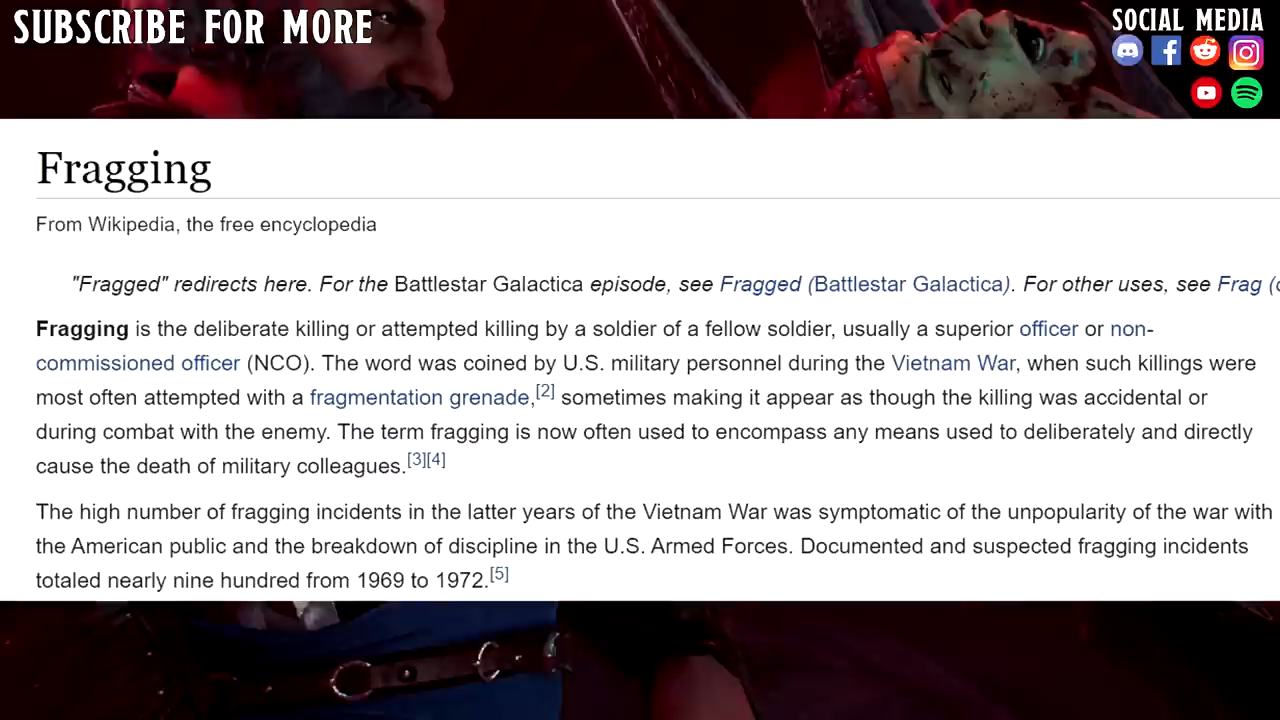 SUBSCRIBE FOR MORE
SOCIAL MEDIA
Fragging
From Wikipedia, the free encyclopedia
"Fragged" redirects here. For the Battlestar Galactica episode, see Fragged (Battlestar Galactica). For other uses, see Frag (
Fragging is the deliberate killing or attempted killing by a soldier of a fellow soldier, usually a superior officer or non-
commissioned officer (NCO). The word was coined by U.S. military personnel during the Vietnam War, when such killings were
most often attempted with a fragmentation grenade,[2] sometimes making it appear as though the killing was accidental or
during combat with the enemy. The term fragging is now often used to encompass any means used to deliberately and directly
cause the death of military colleagues.[3][4]
The high number of fragging incidents in the latter years of the Vietnam War was symptomatic of the unpopularity of the war with
the American public and the breakdown of discipline in the U.S. Armed Forces. Documented and suspected fragging incidents
totaled nearly nine hundred from 1969 to 1972.[5]